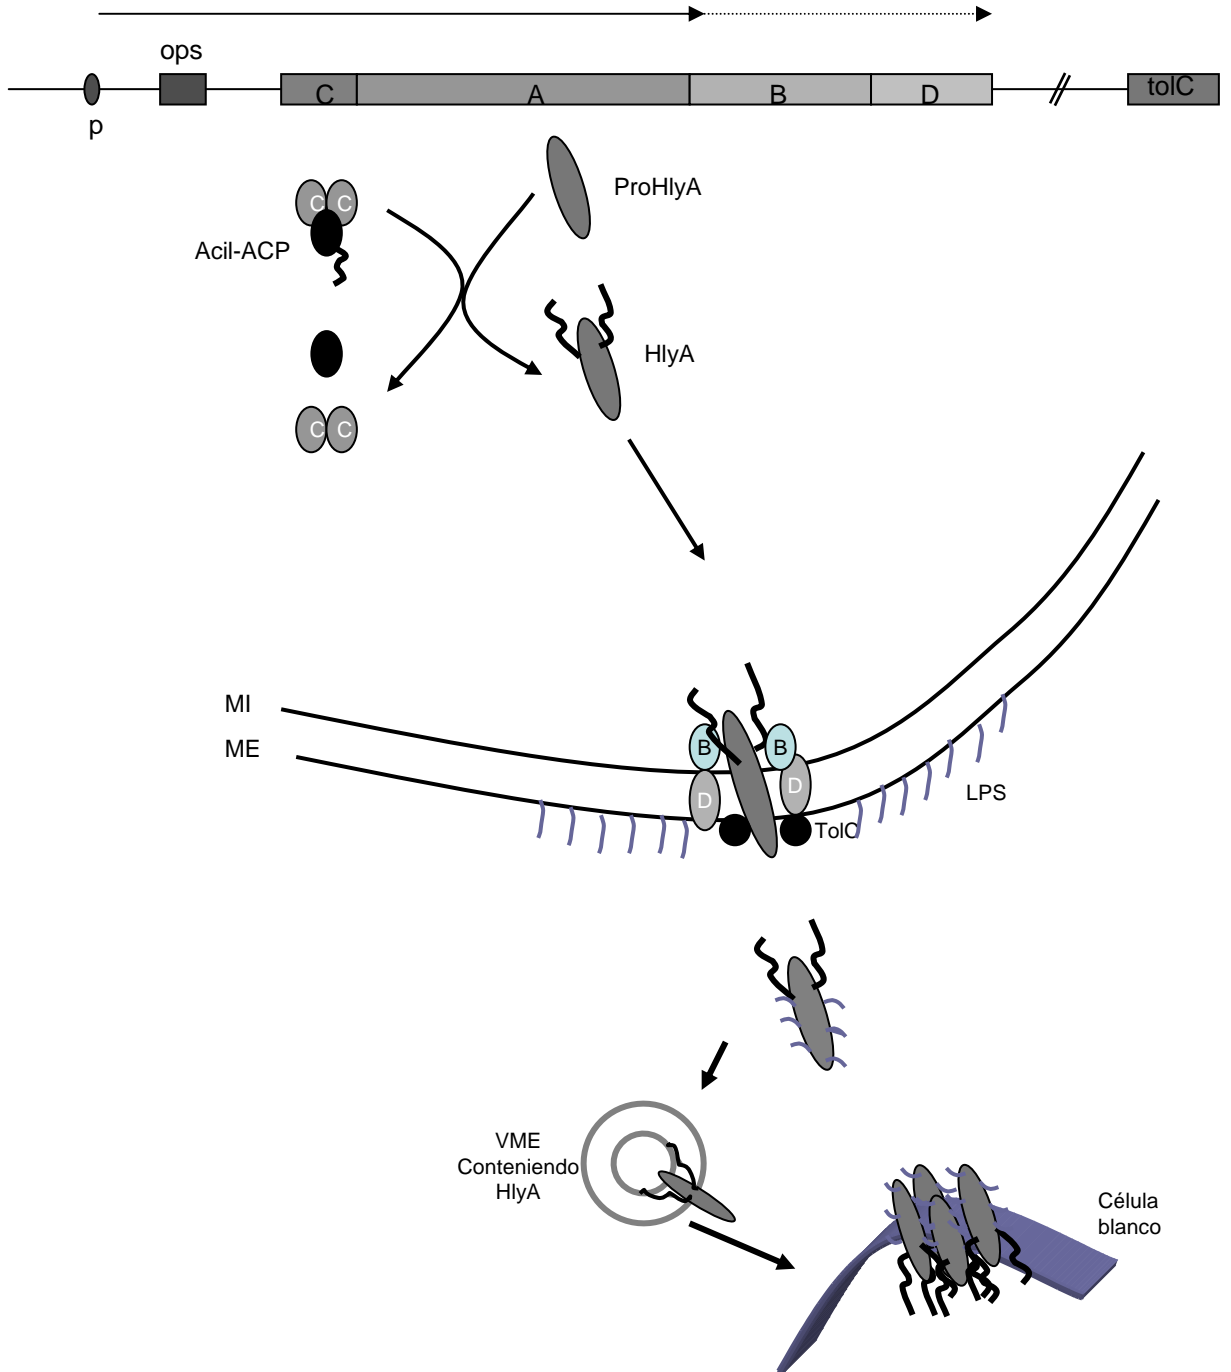 ops
C A B D tolC
p
ProHlyA
C C
Acil-ACP
HlyA
C C
MI
B B
ME
D D
LPS
TolC
VME
Conteniendo
HlyA
Célula
blanco